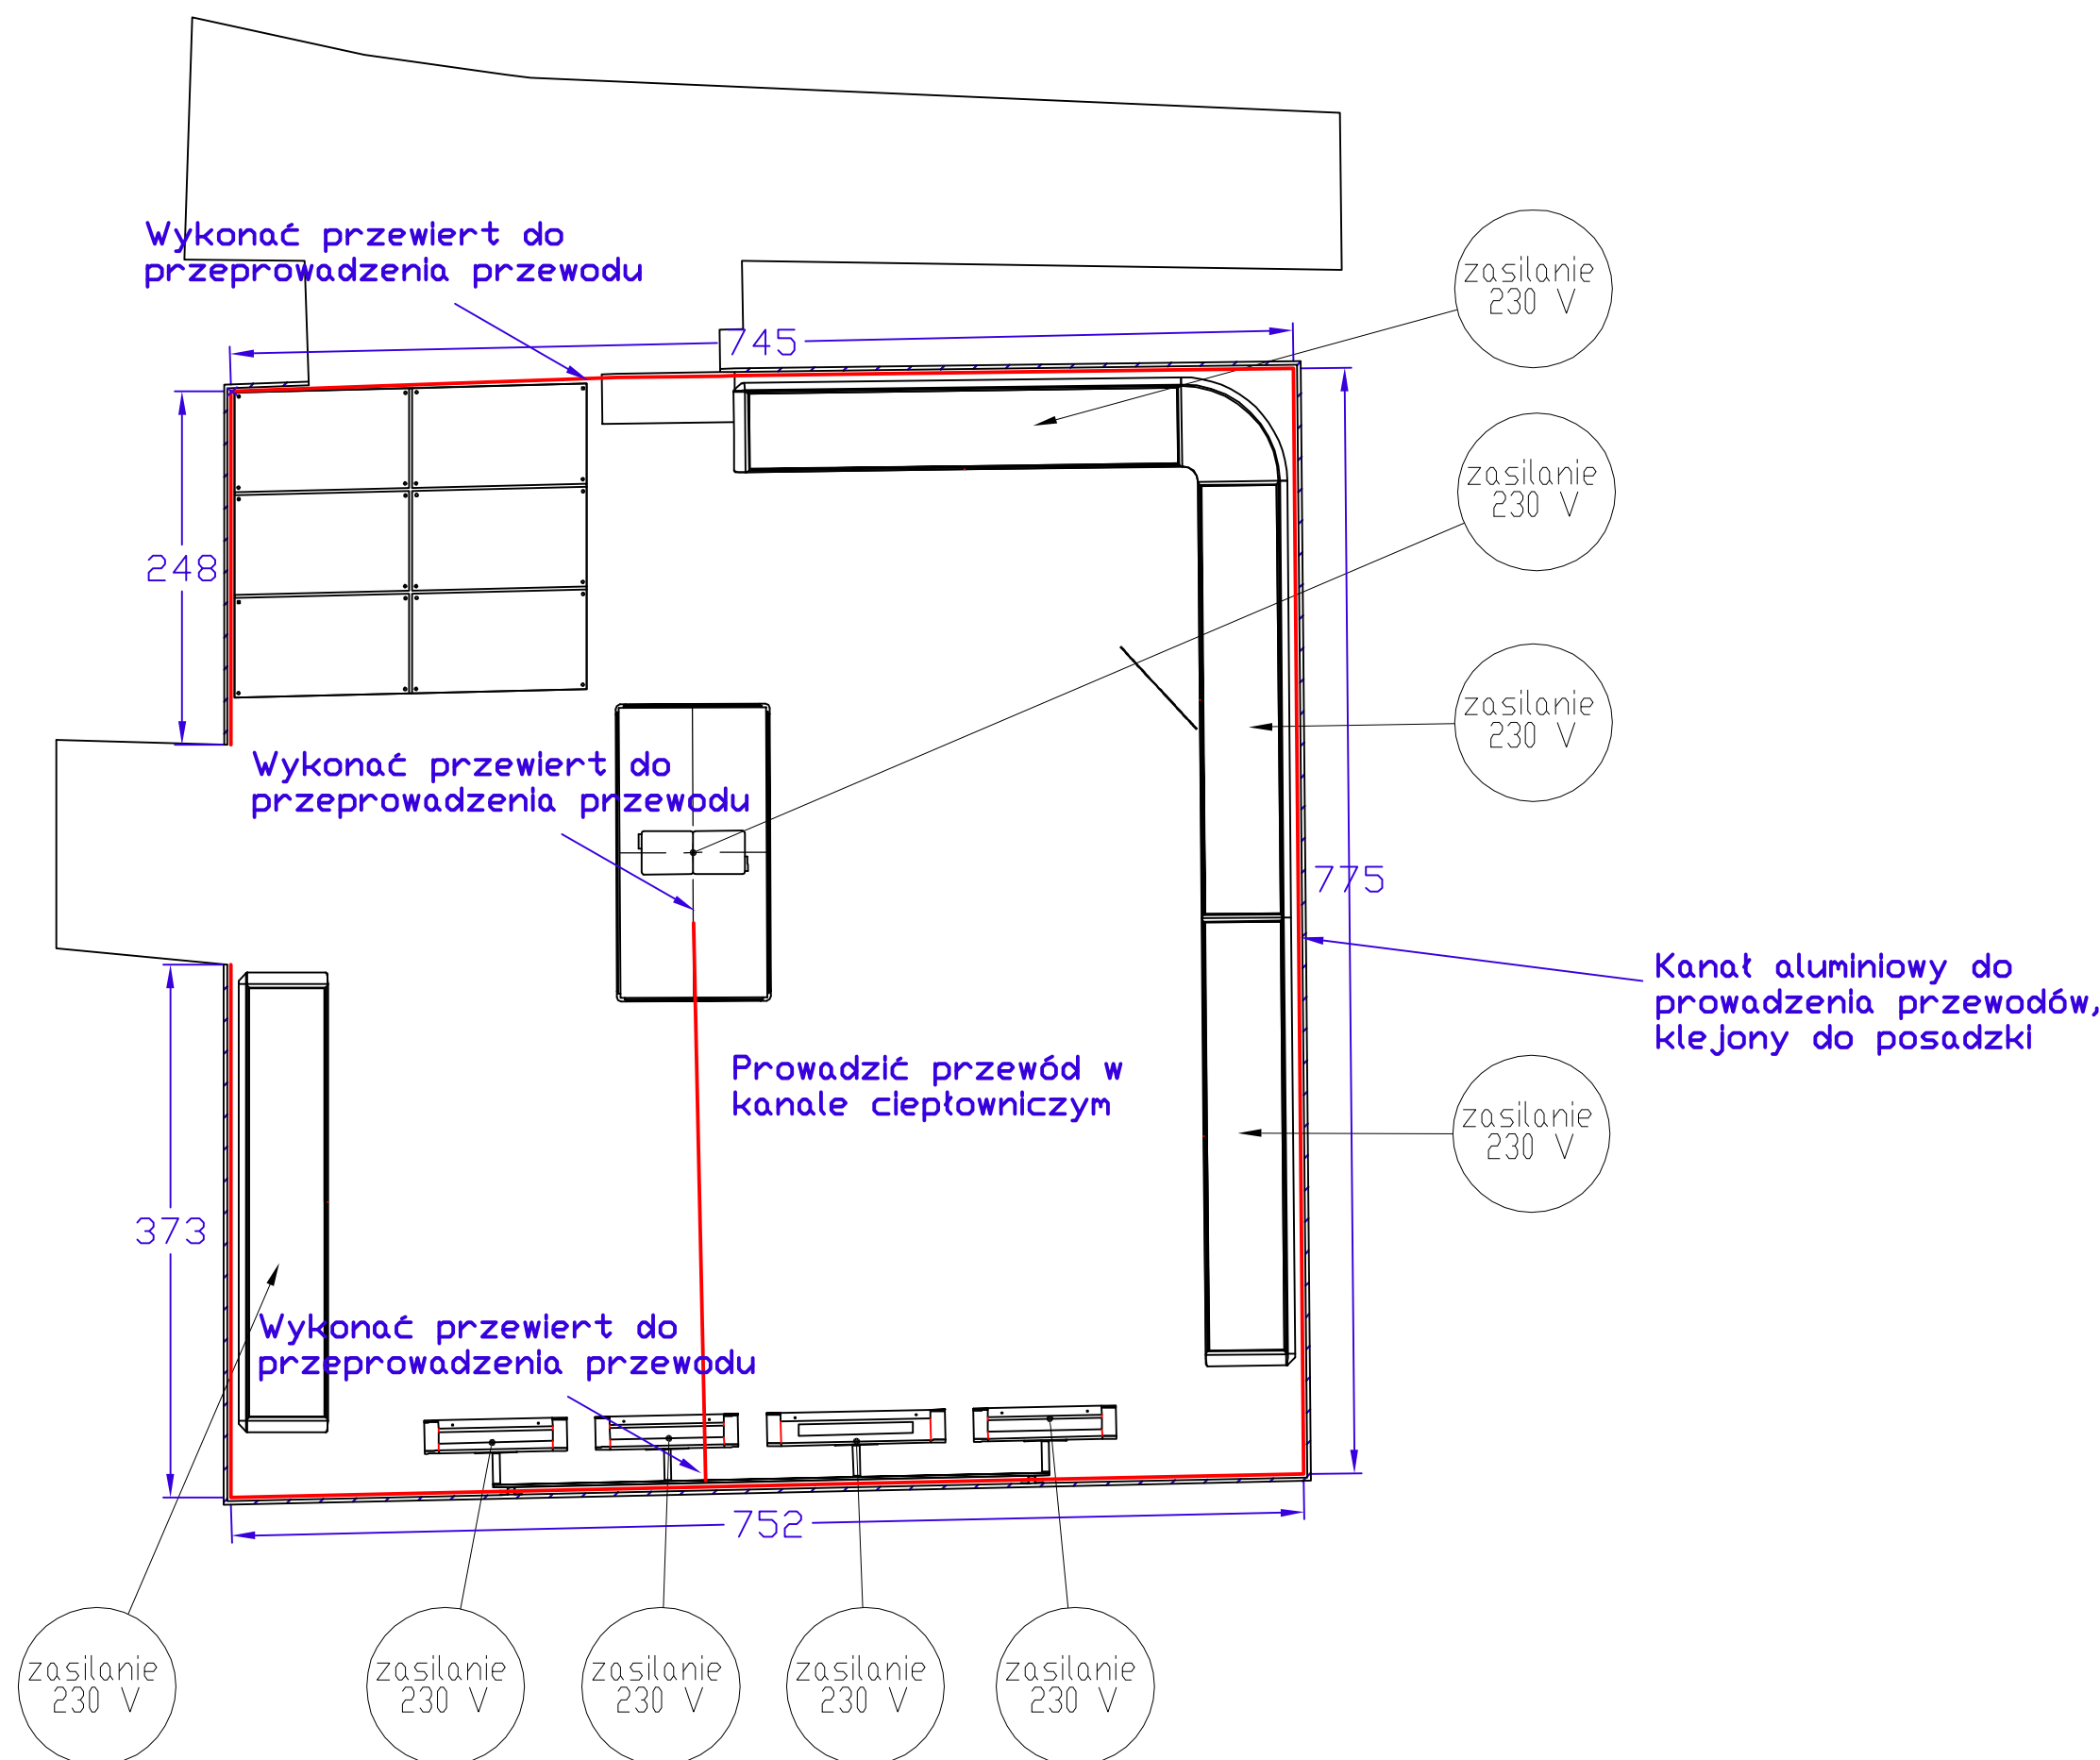 Wykonać przewiert do
przeprowadzenia przewodu
zasilanie
230 V
745
zasilanie
230 V
248
zasilanie
230 V
Wykonać przewiert do
przeprowadzenia przewodu
775
Kanał aluminiowy do
prowadzenia przewodów,
klejony do posadzki
Prowadzić przewód w
kanale ciepłowniczym
zasilanie
230 V
373
Wykonać przewiert do
przeprowadzenia przewodu
752
zasilanie
230 V
zasilanie
230 V
zasilanie
230 V
zasilanie
230 V
zasilanie
230 V